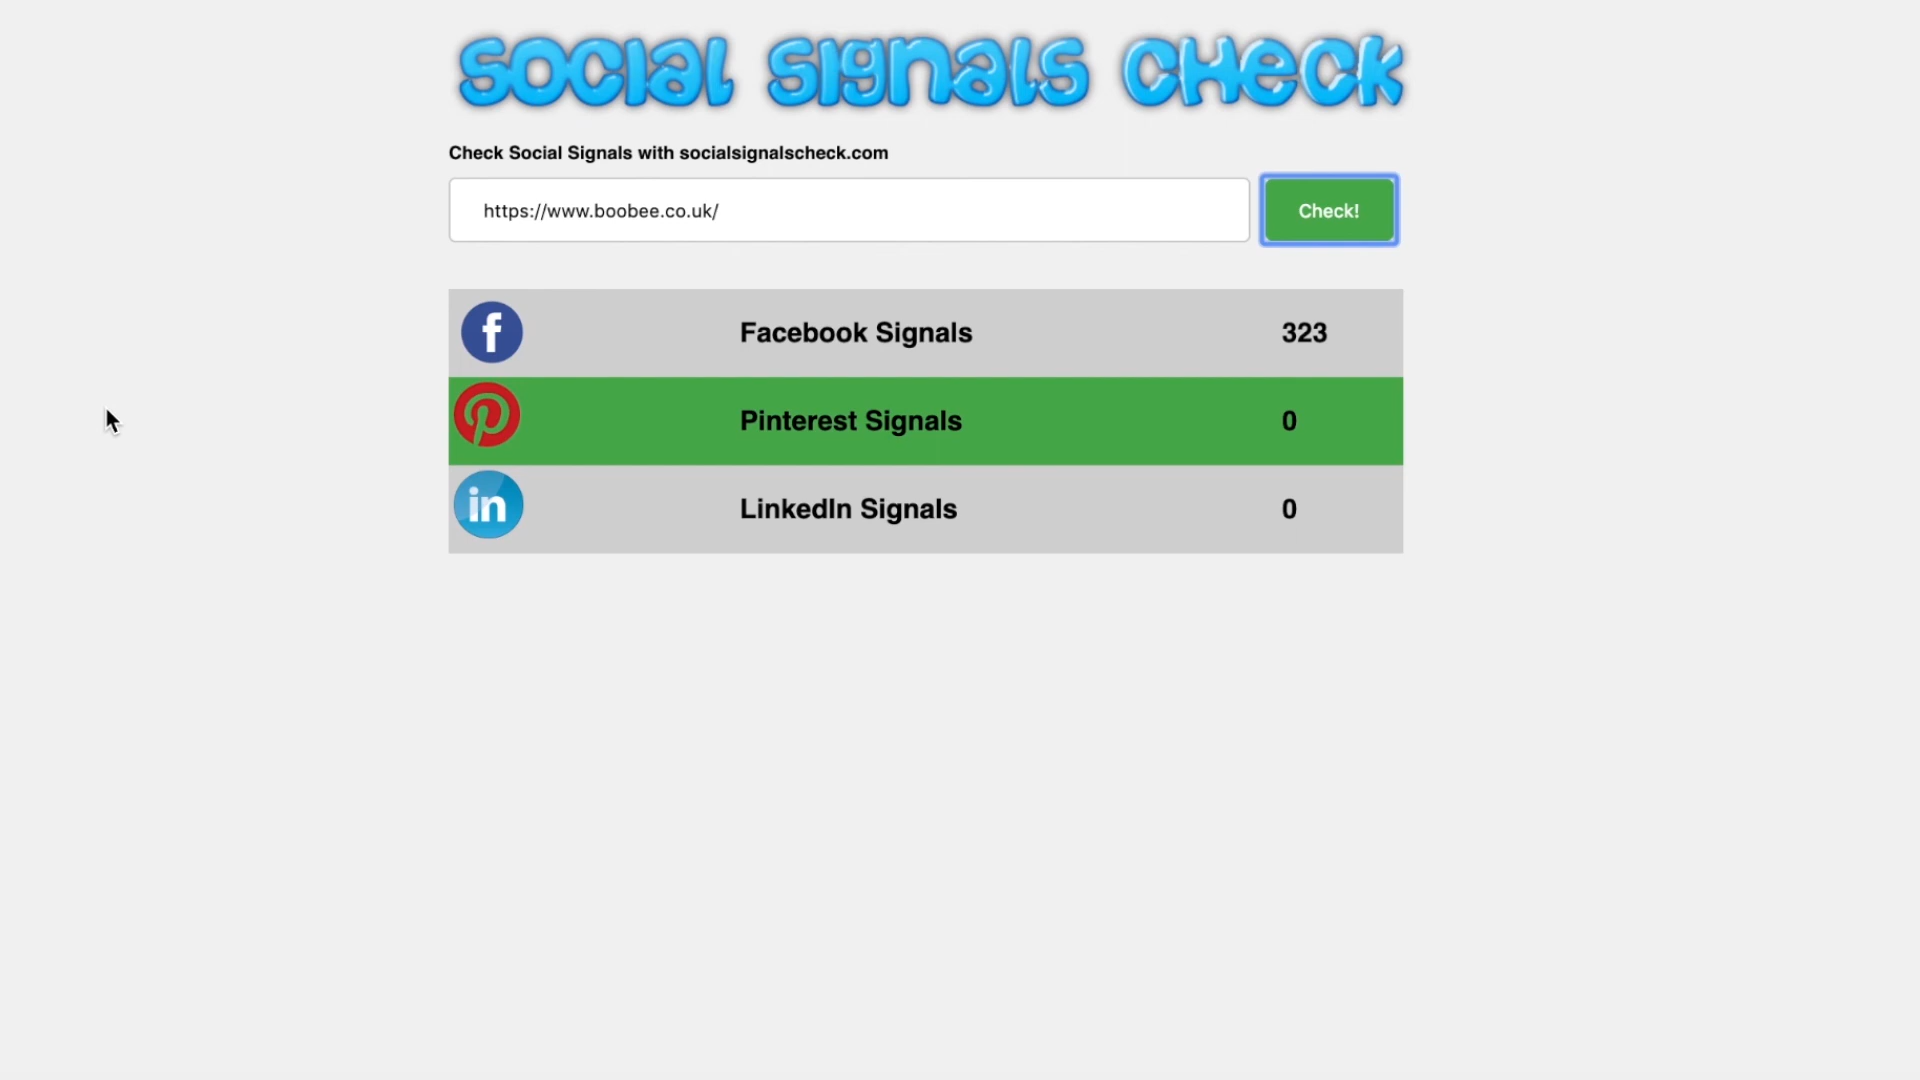 Social Signals Check
Check Social Signals with socialsignalscheck.com
https://www.boobee.co.uk/
Check!
Facebook Signals 323
Pinterest Signals 0
LinkedIn Signals 0